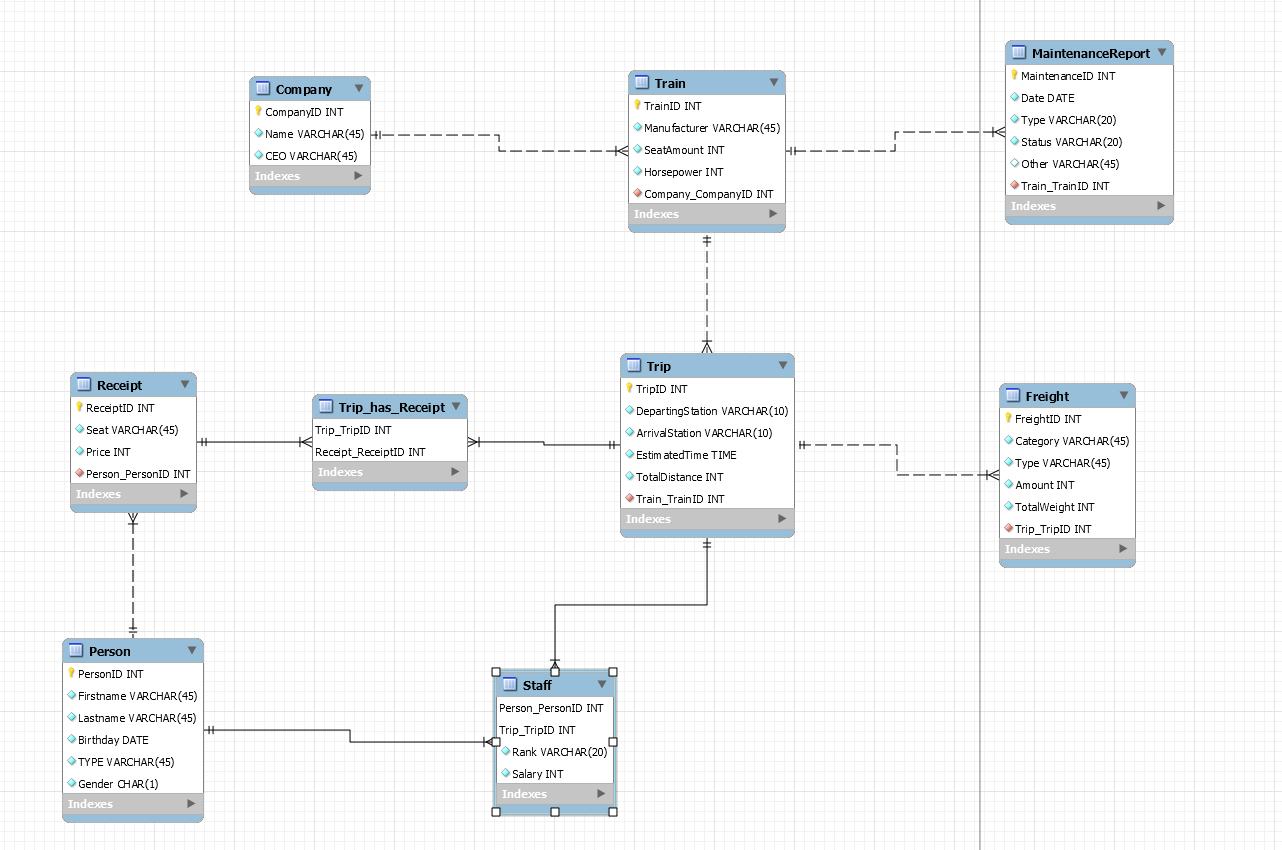 Company
CompanyID INT
Name VARCHAR(45)
CEO VARCHAR(45)
Indexes
Train
TrainID INT
Manufacturer VARCHAR(45)
SeatAmount INT
Horsepower INT
Company_CompanyID INT
Indexes
MaintenanceReport
MaintenanceID INT
Date DATE
Type VARCHAR(20)
Status VARCHAR(20)
Other VARCHAR(45)
Train_TrainID INT
Indexes
Receipt
ReceiptID INT
Seat VARCHAR(45)
Price INT
Person_PersonID INT
Indexes
Trip_has_Receipt
Trip_TripID INT
Receipt_ReceiptID INT
Indexes
Trip
TripID INT
DepartingStation VARCHAR(10)
ArrivalStation VARCHAR(10)
EstimatedTime TIME
TotalDistance INT
Train_TrainID INT
Indexes
Freight
FreightID INT
Category VARCHAR(45)
Type VARCHAR(45)
Amount INT
TotalWeight INT
Trip_TripID INT
Indexes
Person
PersonID INT
Firstname VARCHAR(45)
Lastname VARCHAR(45)
Birthday DATE
TYPE VARCHAR(45)
Gender CHAR(1)
Indexes
Staff
Person_PersonID INT
Trip_TripID INT
Rank VARCHAR(20)
Salary INT
Indexes